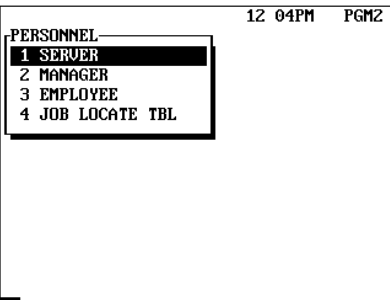 12 04PM PGM2
PERSONNEL
1 SERVER
2 MANAGER
3 EMPLOYEE
4 JOB LOCATE TBL